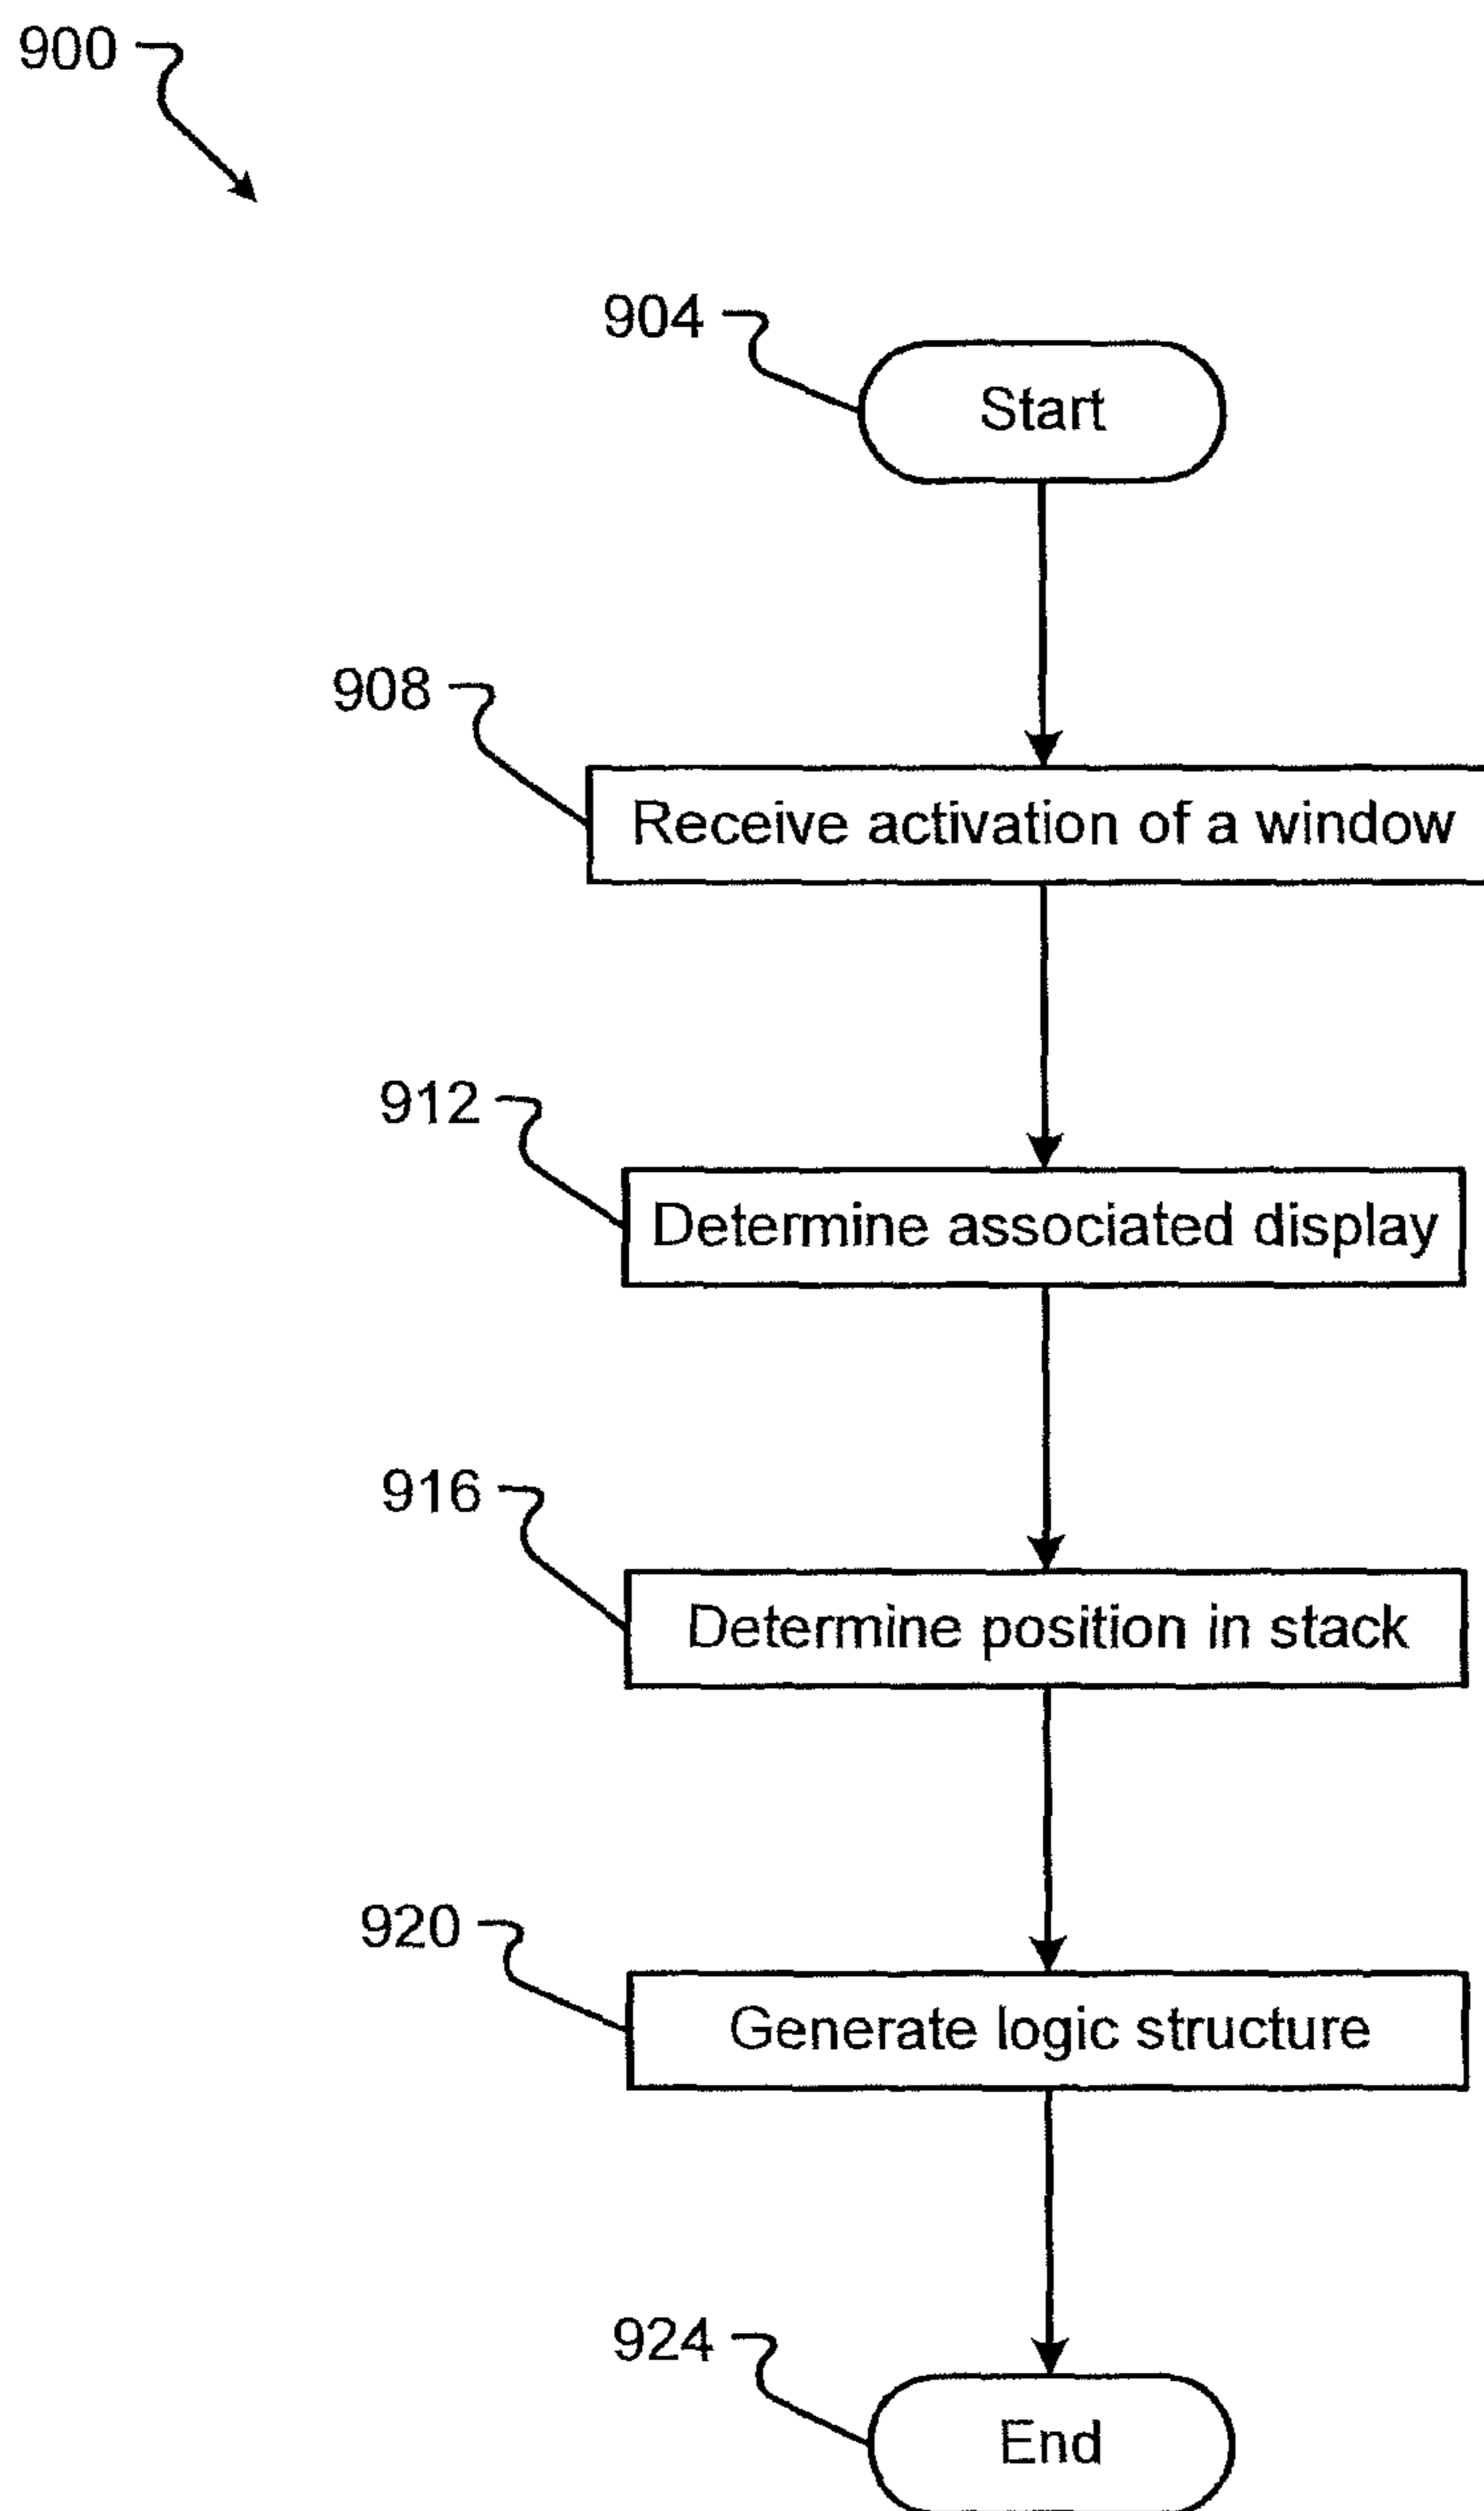 900
904
Start
908
Receive activation of a window
912
Determine associated display
916
Determine position in stack
920
Generate logic structure
924
End